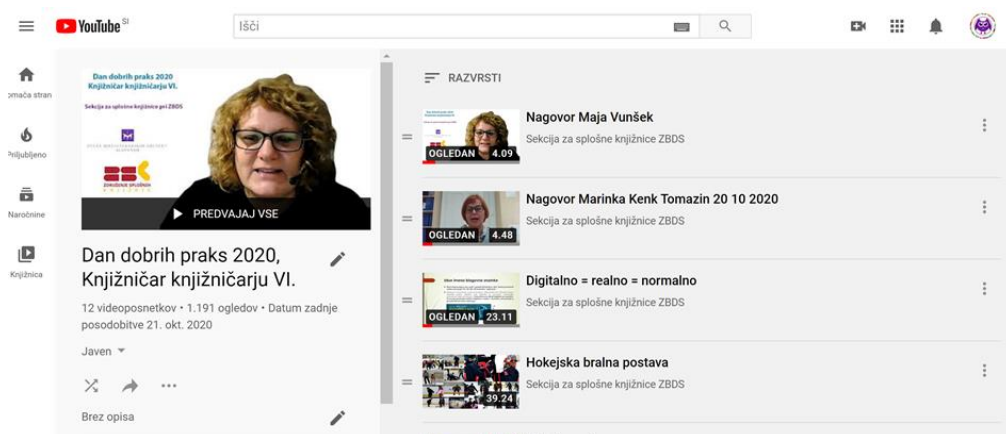 YouTube SI
Išči
omača stran
Priljubljeno
Naročnine
Knjižnica
Dan dobrih praks 2020
Knjižničar knjižničarju VI.
Sekcija za splošne knjižnice pri ZBDS
PREDVAJAJ VSE
Dan dobrih praks 2020,
Knjižničar knjižničarju VI.
12 videoposnetkov • 1.191 ogledov • Datum zadnje
posodobitve 21. okt. 2020
Javen
Brez opisa
RAZVRSTI
OGLEDAN 4.09
Nagovor Maja Vunšek
Sekcija za splošne knjižnice ZBDS
OGLEDAN 4.48
Nagovor Marinka Kenk Tomazin 20 10 2020
Sekcija za splošne knjižnice ZBDS
OGLEDAN 23.11
Digitalno = realno = normalno
Sekcija za splošne knjižnice ZBDS
39.24
Hokejska bralna postava
Sekcija za splošne knjižnice ZBDS